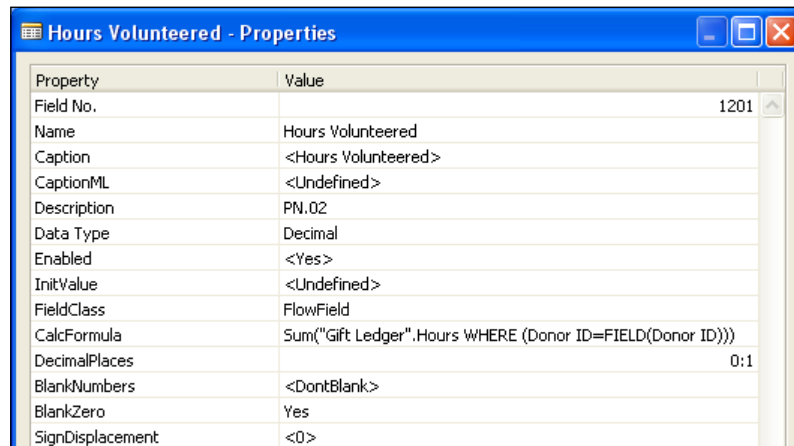 Hours Volunteered - Properties
Property Value
Field No. 1201
Name Hours Volunteered
Caption <Hours Volunteered>
CaptionML <Undefined>
Description PN.02
Data Type Decimal
Enabled <Yes>
InitValue <Undefined>
FieldClass FlowField
CalcFormula Sum("Gift Ledger".Hours WHERE (Donor ID=FIELD(Donor ID)))
DecimalPlaces 0:1
BlankNumbers <DontBlank>
BlankZero Yes
SignDisplacement <0>